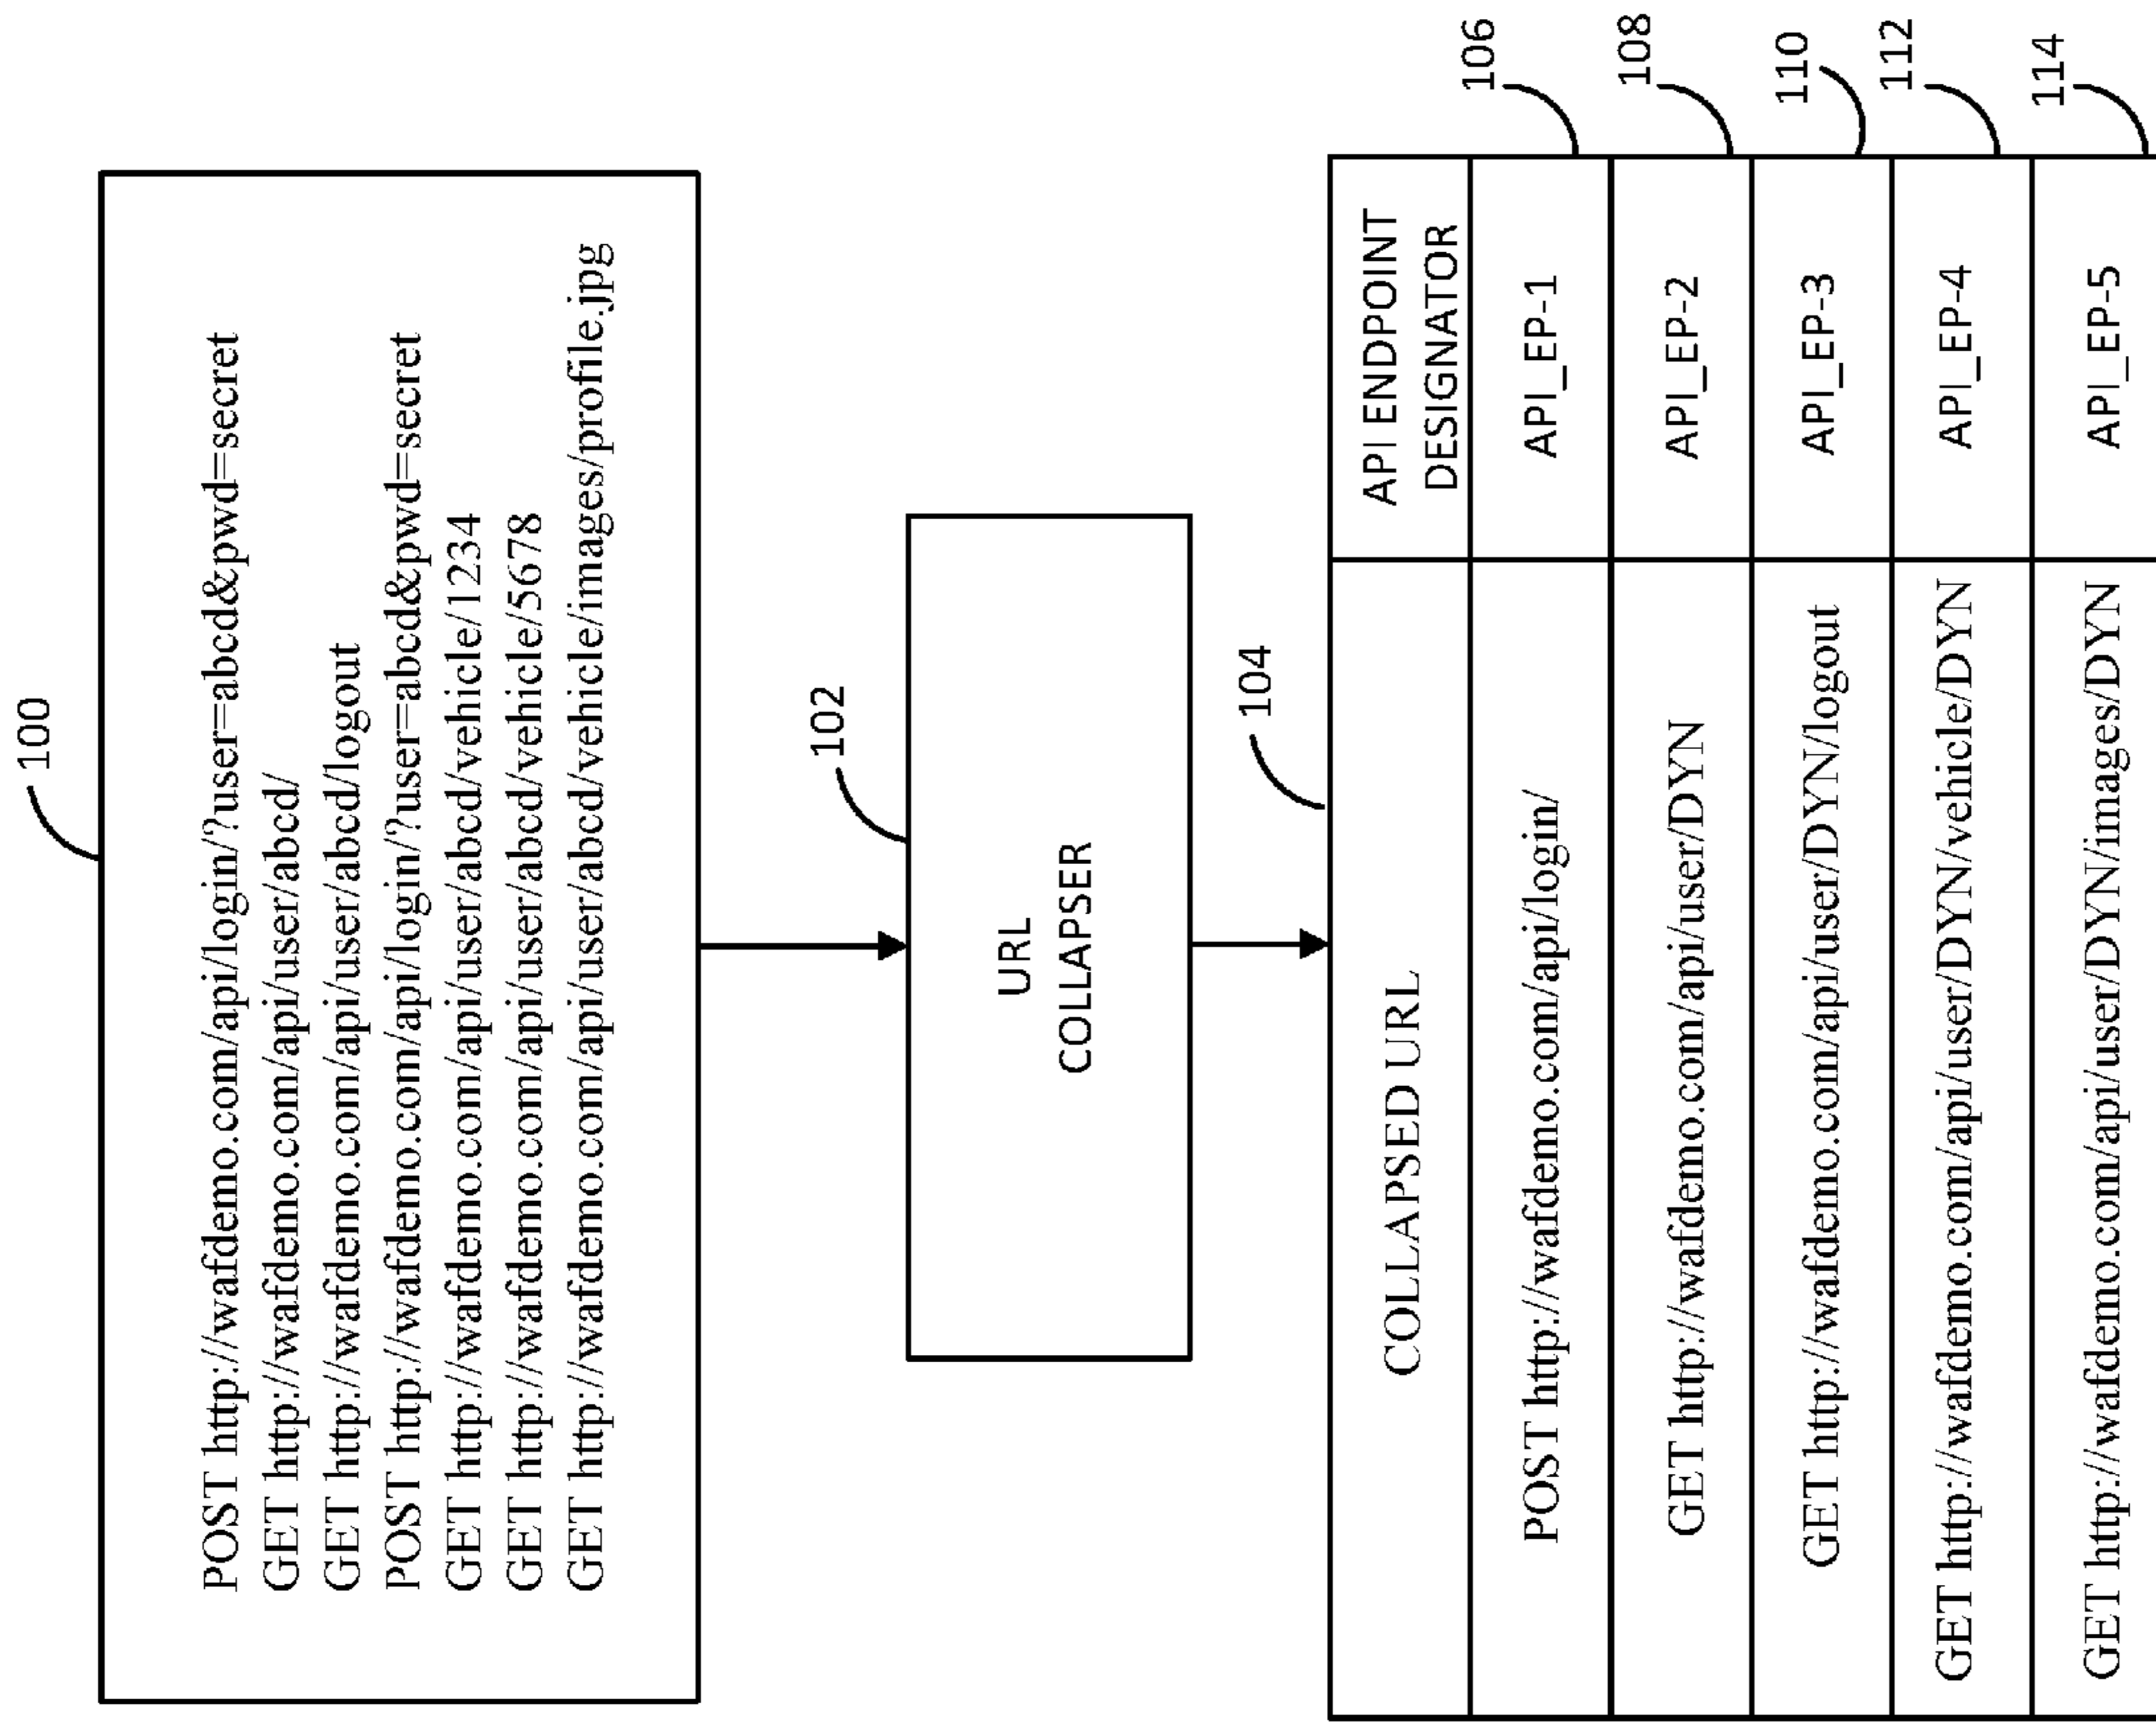 100
POST http://wafdemo.com/api/login/?user=abcd&pwd=secret
GET http://wafdemo.com/api/user/abcd/
GET http://wafdemo.com/api/user/abcd/logout
POST http://wafdemo.com/api/login/?user=abcd&pwd=secret
GET http://wafdemo.com/api/user/abcd/vehicle/1234
GET http://wafdemo.com/api/user/abcd/vehicle/5678
GET http://wafdemo.com/api/user/abcd/vehicle/images/profile.jpg
102
URL
COLLAPSER
104
COLLAPSED URL
API ENDPOINT
DESIGNATOR
POST http://wafdemo.com/api/login/
API_EP-1
106
GET http://wafdemo.com/api/user/DYN
API_EP-2
108
GET http://wafdemo.com/api/user/DYN/logout
API_EP-3
110
GET http://wafdemo.com/api/user/DYN/vehicle/DYN
API_EP-4
112
GET http://wafdemo.com/api/user/DYN/images/DYN
API_EP-5
114